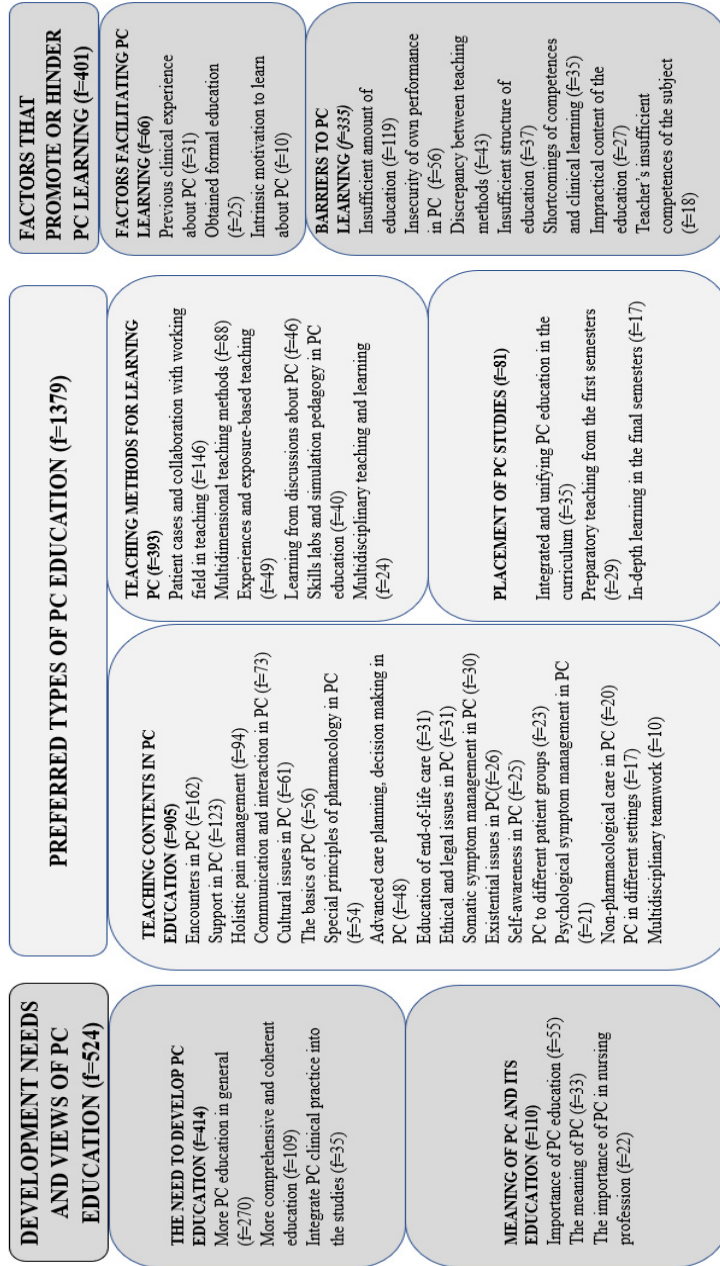 DEVELOPMENT NEEDS
AND VIEWS OF PC
EDUCATION (f=524)
THE NEED TO DEVELOP PC
EDUCATION (f=414)
More PC education in general
(f=270)
More comprehensive and coherent
education (f=109)
Integrate PC clinical practice into
the studies (f=35)
MEANING OF PC AND ITS
EDUCATION (f=110)
Importance of PC education (f=55)
The meaning of PC (f=33)
The importance of PC in nursing
profession (f=22)
PREFERRED TYPES OF PC EDUCATION (f=1379)
TEACHING CONTENTS IN PC
EDUCATION (f=905)
Encounters in PC (f=162)
Support in PC (f=123)
Holistic pain management (f=94)
Communication and interaction in PC (f=73)
Cultural issues in PC (f=61)
The basics of PC (f=56)
Special principles of pharmacology in PC
(f=54)
Advanced care planning, decision making in
PC (f=48)
Education of end-of-life care (f=31)
Ethical and legal issues in PC (f=31)
Somatic symptom management in PC (f=30)
Existential issues in PC(f=26)
Self-awareness in PC (f=25)
PC to different patient groups (f=23)
Psychological symptom management in PC
(f=21)
Non-pharmacological care in PC (f=20)
PC in different settings (f=17)
Multidisciplinary teamwork (f=10)
TEACHING METHODS FOR LEARNING
PC (f=393)
Patient cases and collaboration with working
field in teaching (f=146)
Multidimensional teaching methods (f=88)
Experiences and exposure-based teaching
(f=49)
Learning from discussions about PC (f=46)
Skills labs and simulation pedagogy in PC
education (f=40)
Multidisciplinary teaching and learning
(f=24)
PLACEMENT OF PC STUDIES (f=81)
Integrated and unifying PC education in the
curriculum (f=35)
Preparatory teaching from the first semesters
(f=29)
In-depth learning in the final semesters (f=17)
FACTORS THAT
PROMOTE OR HINDER
PC LEARNING (f=401)
FACTORS FACILITATING PC
LEARNING (f=66)
Previous clinical experience
about PC (f=31)
Obtained formal education
(f=25)
Intrinsic motivation to learn
about PC (f=10)
BARRIERS TO PC
LEARNING (f=335)
Insufficient amount of
education (f=119)
Insecurity of own performance
in PC (f=56)
Discrepancy between teaching
methods (f=43)
Insufficient structure of
education (f=37)
Shortcomings of competences
and clinical learning (f=35)
Impractical content of the
education (f=27)
Teacher's insufficient
competences of the subject
(f=18)